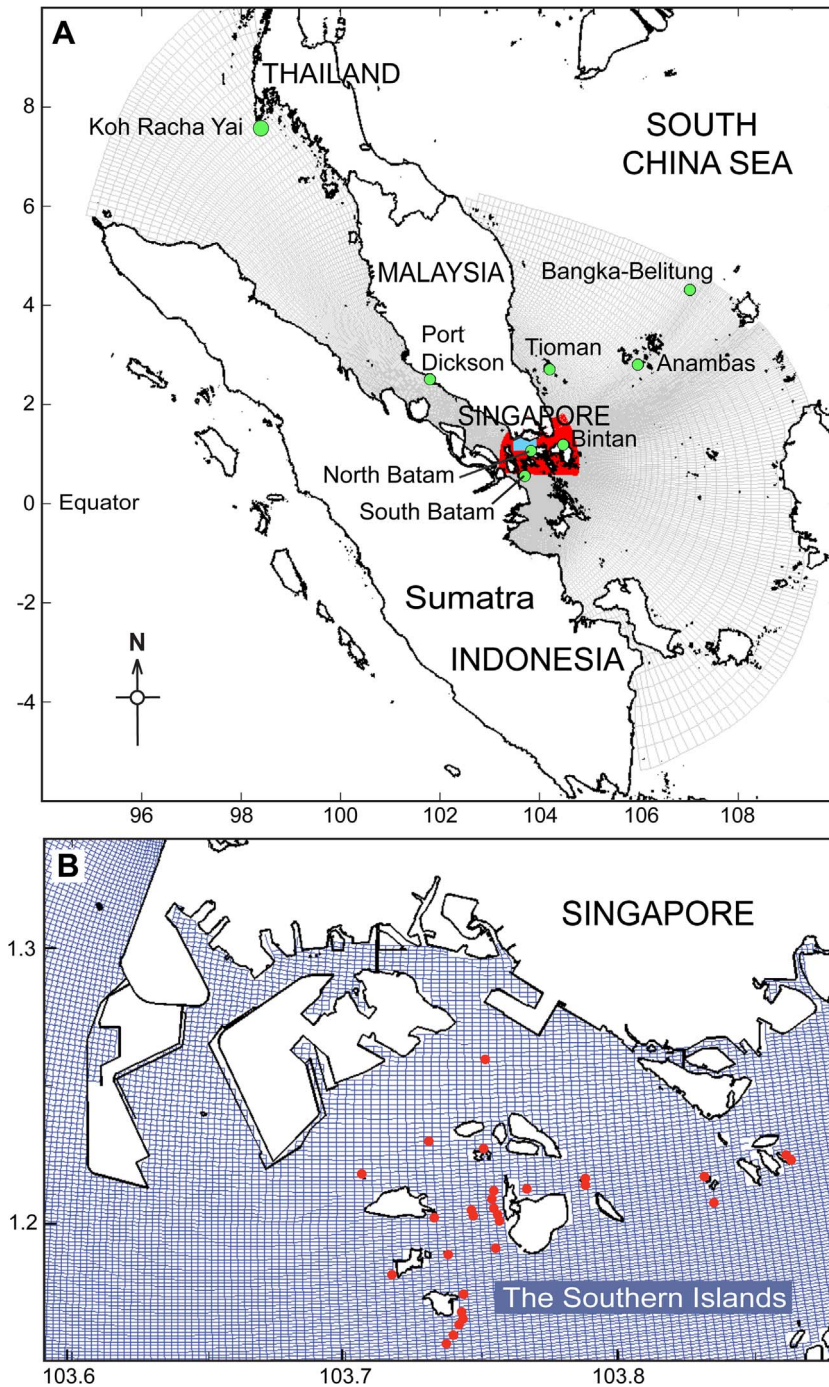 A
THAILAND
8
Koh Racha Yai
SOUTH
CHINA SEA
6
Bangka-Belitung
MALAYSIA
4
Port
Dickson
Tioman
Anambas
2
SINGAPORE
Bintan
North Batam
0
Equator
South Batam
Sumatra
-2
N
INDONESIA
-4
96
98
100
102
104
106
108
B
SINGAPORE
1.3
1.2
The Southern Islands
103.6
103.7
103.8